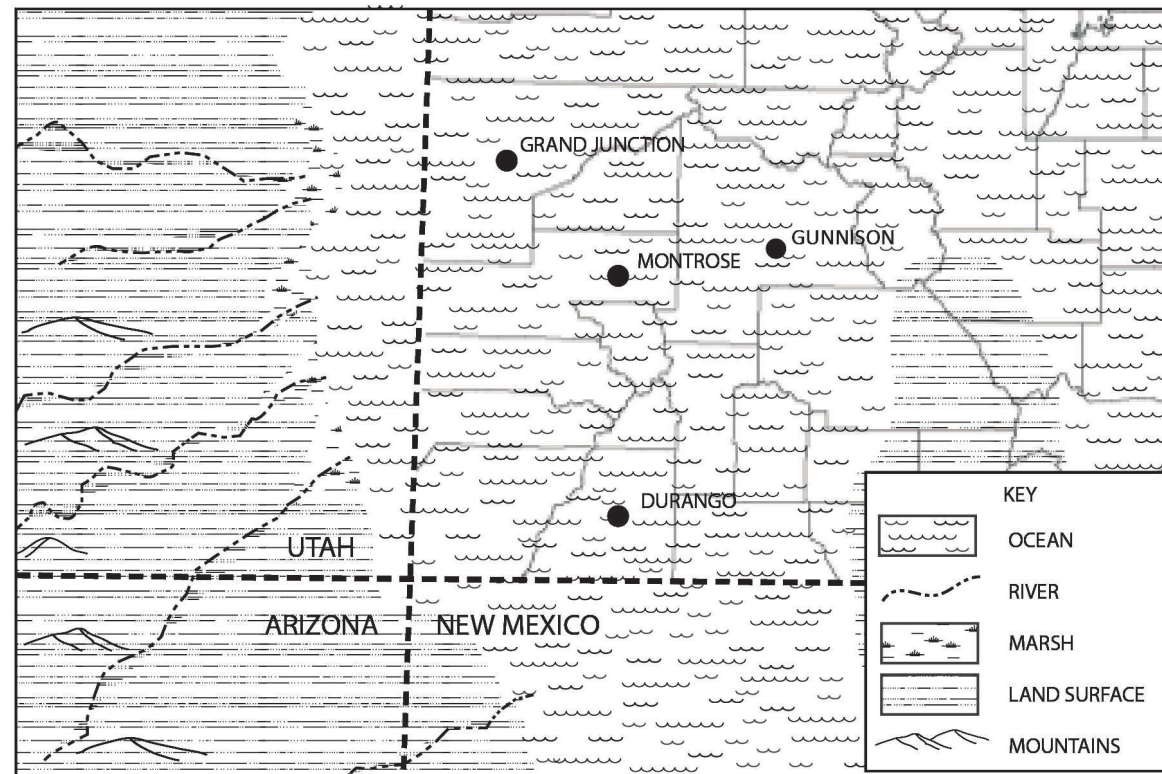 GRAND JUNCTION
GUNNISON
MONTROSE
DURANGO
UTAH
ARIZONA
NEW MEXICO
KEY
OCEAN
RIVER
MARSH
LAND SURFACE
MOUNTAINS